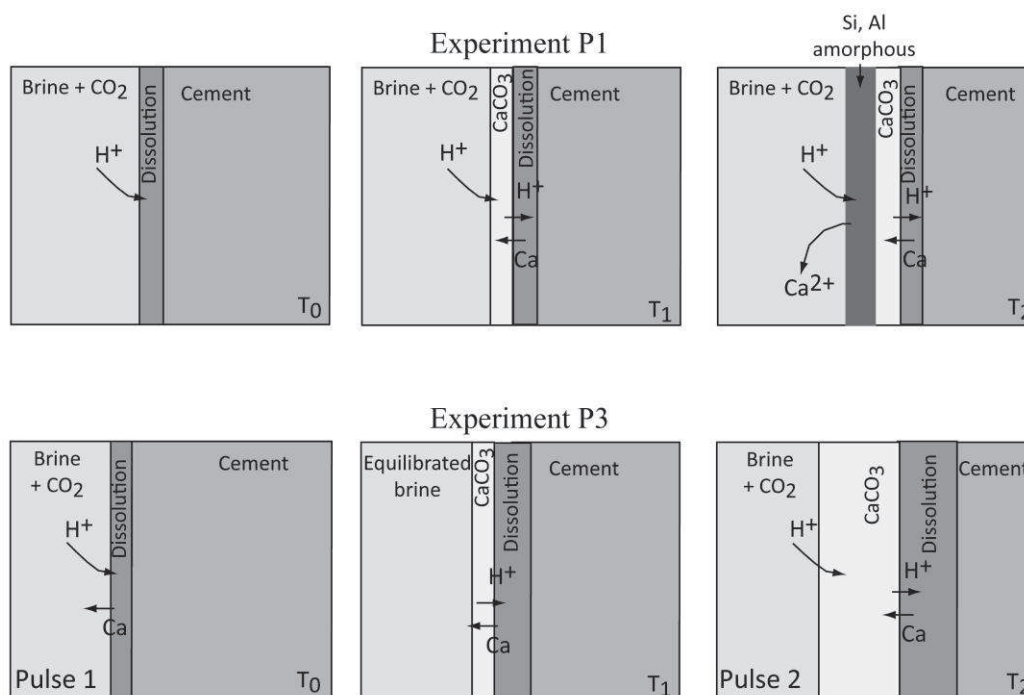 Experiment P1
Brine + CO2
Dissolution
Cement
H+
T0
Brine + CO2
CaCO3
Dissolution
Cement
H+
H+
Ca
T1
Si, Al
amorphous
Brine + CO2
CaCO3
Dissolution
Cement
H+
H+
Ca
Ca2+
T2
Experiment P3
Brine
+ CO2
Dissolution
Cement
H+
Ca
Pulse 1
T0
Equilibrated
brine
CaCO3
Dissolution
Cement
H+
Ca
T1
Brine
+ CO2
CaCO3
Dissolution
Cement
H+
H+
Ca
Pulse 2